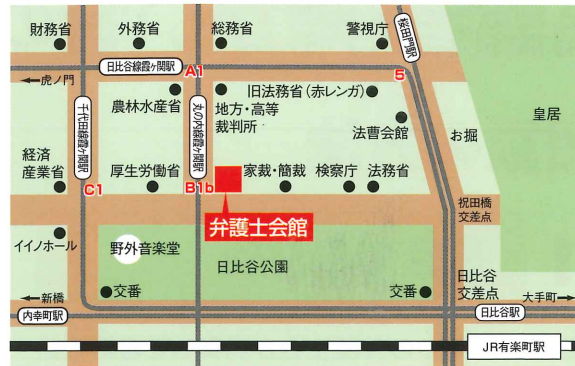 財務省
外務省
総務省
警視庁
桜田門駅
日比谷線霞ヶ関駅
A1
5
←虎ノ門
農林水産省
地方・高等
裁判所
旧法務省(赤レンガ)
法曹会館
お掘
皇居
千代田線霞ヶ関駅
丸の内線霞ヶ関駅
経済
産業省
C1
厚生労働省
B1b
家裁・簡裁
検察庁
法務省
祝田橋
交差点
弁護士会館
イイノホール
野外音楽堂
日比谷公園
日比谷
交差点
交番
交番
←新橋
大手町→
内幸町駅
日比谷駅
JR有楽町駅